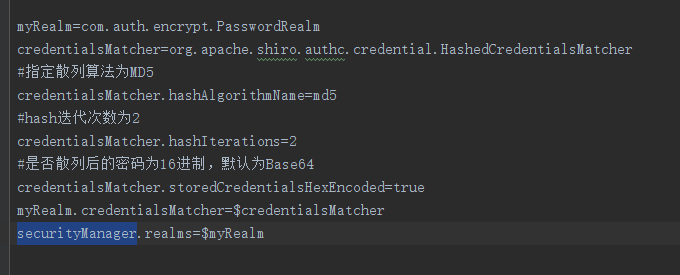 myRealm=com.auth.encrypt.PasswordRealm
credentialsMatcher=org.apache.shiro.authc.credential.HashedCredentialsMatcher
#指定散列算法为MD5
credentialsMatcher.hashAlgorithmName=md5
#hash迭代次数为2
credentialsMatcher.hashIterations=2
#是否散列后的密码为16进制，默认为Base64
credentialsMatcher.storedCredentialsHexEncoded=true
myRealm.credentialsMatcher=$credentialsMatcher
securityManager.realms=$myRealm